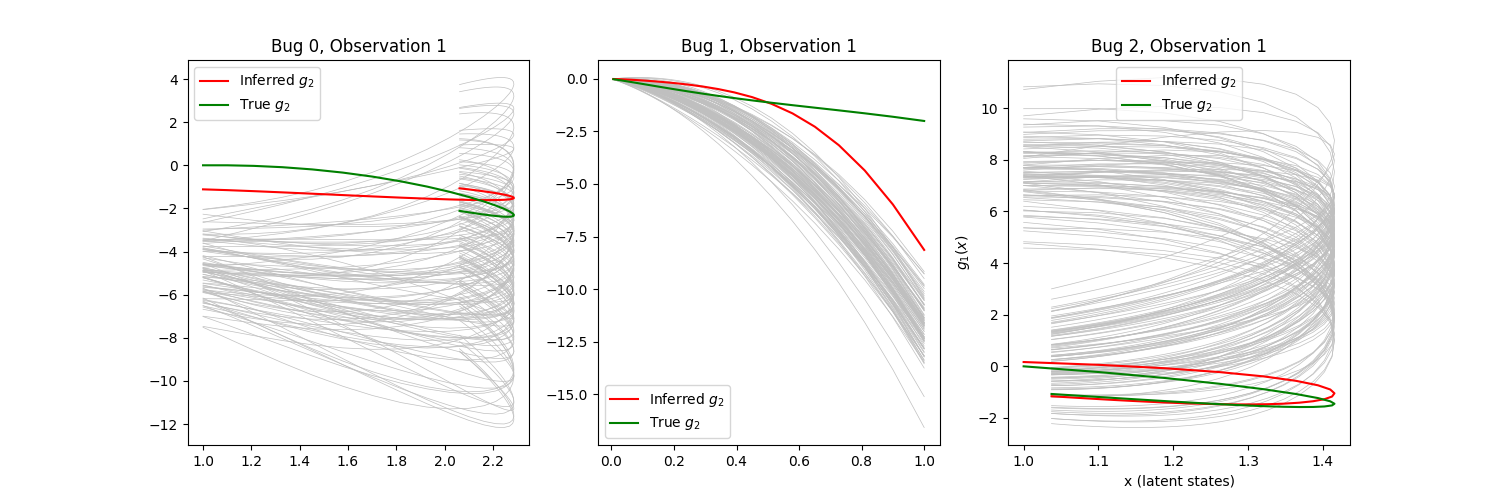 Bug 0, Observation 1
Inferred g₂
True g₂
4
2
0
−2
−4
−6
−8
−10
−12
1.0 1.2 1.4 1.6 1.8 2.0 2.2
Bug 1, Observation 1
0.0
−2.5
−5.0
−7.5
−10.0
−12.5
−15.0
Inferred g₂
True g₂
0.0 0.2 0.4 0.6 0.8 1.0
Bug 2, Observation 1
Inferred g₂
True g₂
g₁(x)
10
8
6
4
2
0
−2
1.0 1.1 1.2 1.3 1.4
x (latent states)